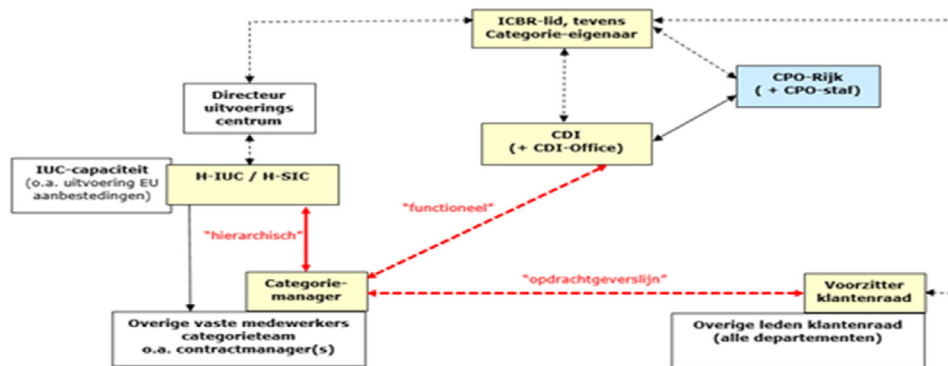 ICBR-lid, tevens
Categorie-eigenaar
CPO-Rijk
( + CPO-staf)
Directeur
uitvoerings
centrum
CDI
(+ CDI-Office)
IUC-capaciteit
(o.a. uitvoering EU
aanbestedingen)
H-IUC / H-SIC
"functioneel"
"hierarchisch"
"opdrachtgeverslijn"
Categorie-
manager
Voorzitter
klantenraad
Overige vaste medewerkers
categorieteam
o.a. contractmanager(s)
Overige leden klantenraad
(alle departementen)